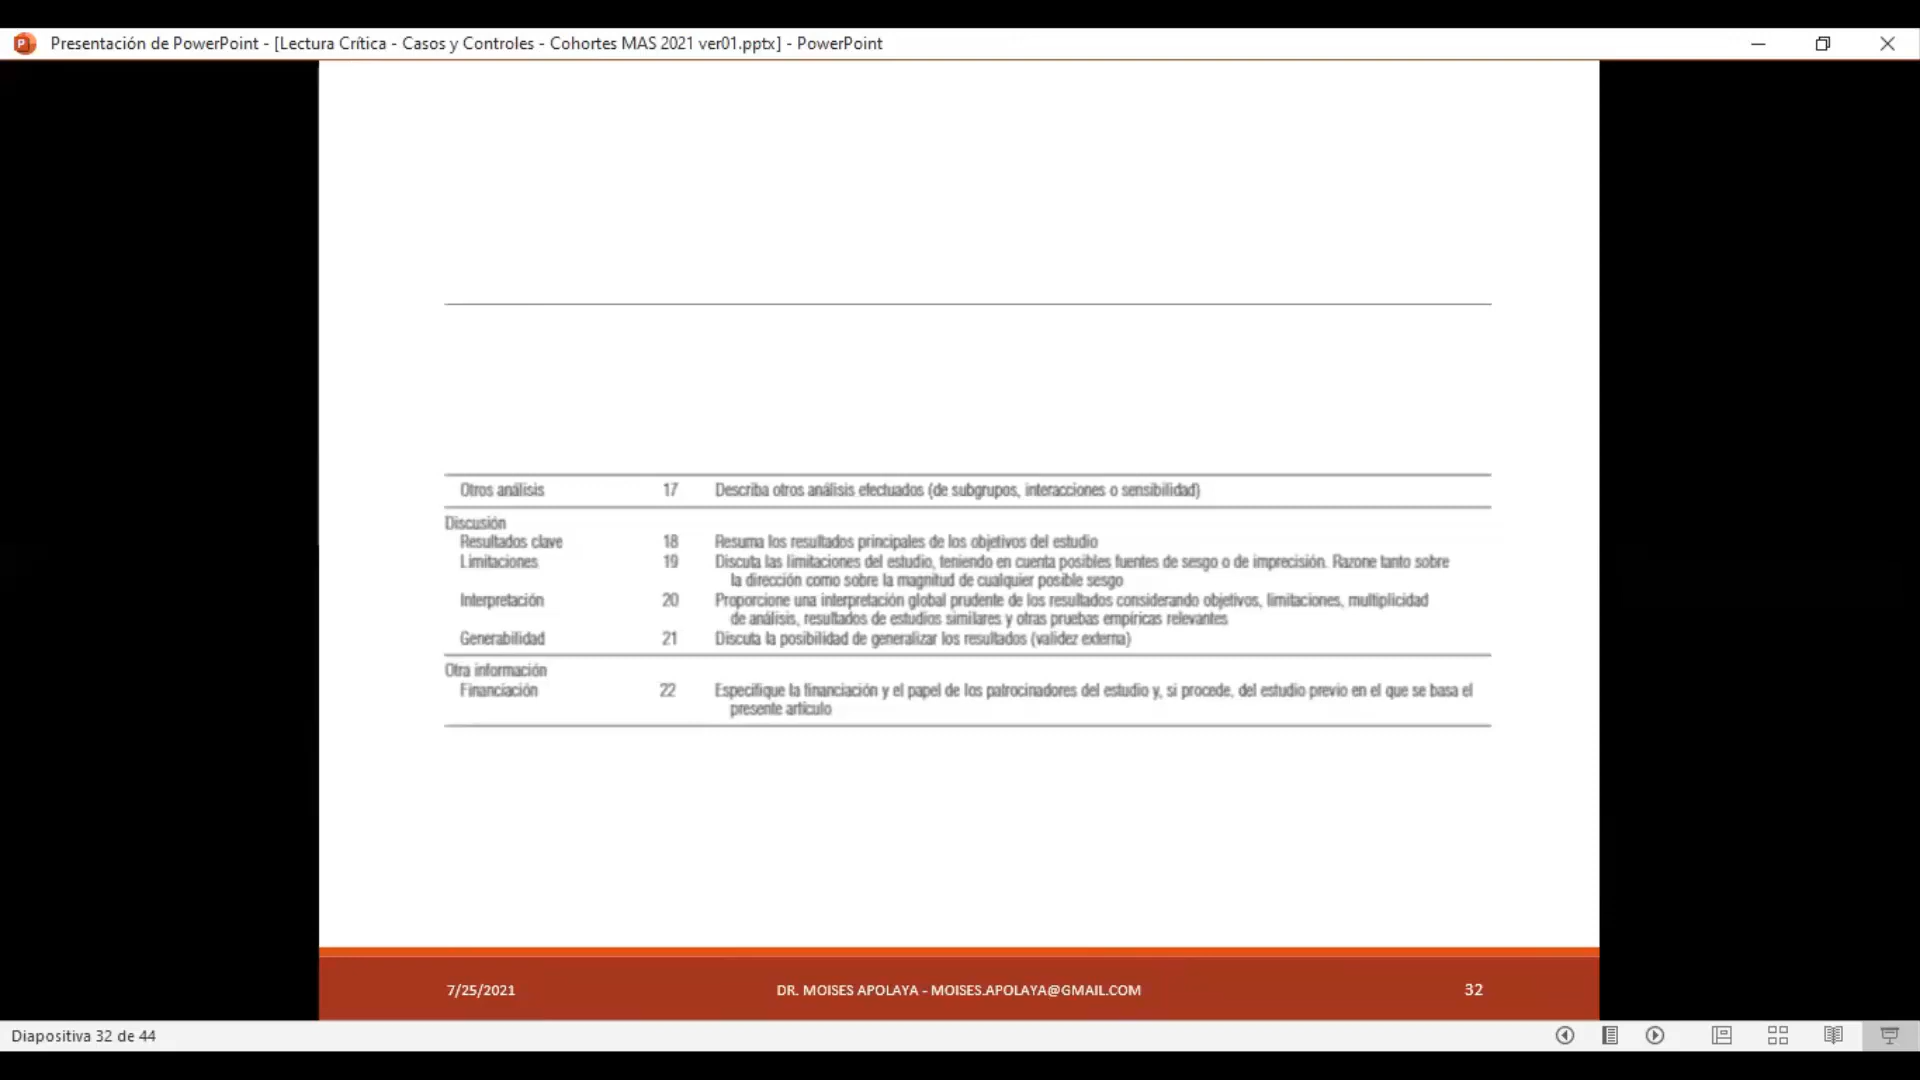 Presentación de PowerPoint - [Lectura Crítica - Casos y Controles - Cohortes MAS 2021 ver01.pptx] - PowerPoint
Otros análisis 17 Describa otros análisis efectuados (de subgrupos, interacciones o sensibilidad)
Discusión
Resultados clave 18 Resuma los resultados principales de los objetivos del estudio
Limitaciones 19 Discuta las limitaciones del estudio, teniendo en cuenta posibles fuentes de sesgo o de imprecisión. Razone tanto sobre
la dirección como sobre la magnitud de cualquier posible sesgo
Interpretación 20 Proporcione una interpretación global prudente de los resultados considerando objetivos, limitaciones, multiplicidad
de análisis, resultados de estudios similares y otras pruebas empíricas relevantes
Generabilidad 21 Discuta la posibilidad de generalizar los resultados (validez externa)
Otra información
Financiación 22 Especifique la financiación y el papel de los patrocinadores del estudio y, si procede, del estudio previo en el que se basa el
presente artículo
7/25/2021 DR. MOISES APOLAYA - MOISES.APOLAYA@GMAIL.COM 32
Diapositiva 32 de 44